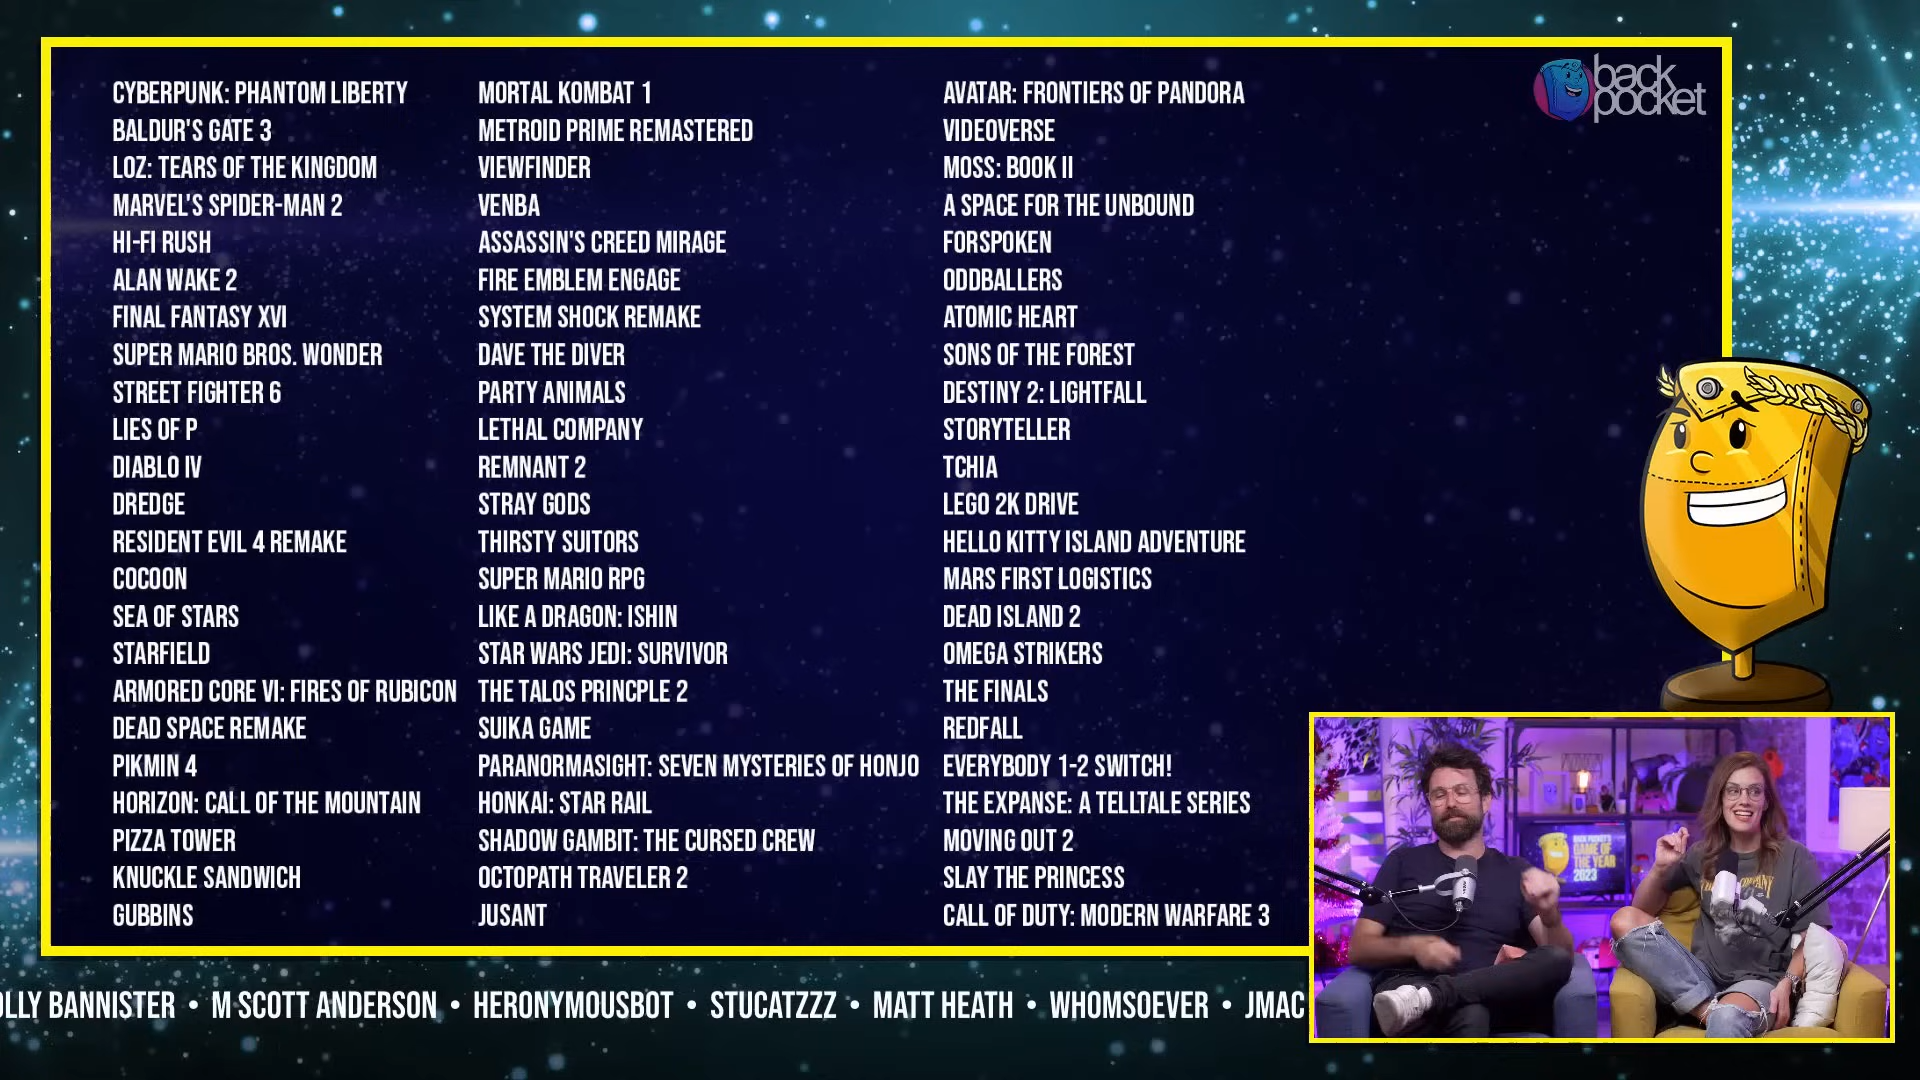 back
pocket
CYBERPUNK: PHANTOM LIBERTY
BALDUR'S GATE 3
LOZ: TEARS OF THE KINGDOM
MARVEL'S SPIDER-MAN 2
HI-FI RUSH
ALAN WAKE 2
FINAL FANTASY XVI
SUPER MARIO BROS. WONDER
STREET FIGHTER 6
LIES OF P
DIABLO IV
DREDGE
RESIDENT EVIL 4 REMAKE
COCOON
SEA OF STARS
STARFIELD
ARMORED CORE VI: FIRES OF RUBICON
DEAD SPACE REMAKE
PIKMIN 4
HORIZON: CALL OF THE MOUNTAIN
PIZZA TOWER
KNUCKLE SANDWICH
GUBBINS
MORTAL KOMBAT 1
METROID PRIME REMASTERED
VIEWFINDER
VENBA
ASSASSIN'S CREED MIRAGE
FIRE EMBLEM ENGAGE
SYSTEM SHOCK REMAKE
DAVE THE DIVER
PARTY ANIMALS
LETHAL COMPANY
REMNANT 2
STRAY GODS
THIRSTY SUITORS
SUPER MARIO RPG
LIKE A DRAGON: ISHIN
STAR WARS JEDI: SURVIVOR
THE TALOS PRINCPLE 2
SUIKA GAME
PARANORMASIGHT: SEVEN MYSTERIES OF HONJO
HONKAI: STAR RAIL
SHADOW GAMBIT: THE CURSED CREW
OCTOPATH TRAVELER 2
JUSANT
AVATAR: FRONTIERS OF PANDORA
VIDEOVERSE
MOSS: BOOK II
A SPACE FOR THE UNBOUND
FORSPOKEN
ODDBALLERS
ATOMIC HEART
SONS OF THE FOREST
DESTINY 2: LIGHTFALL
STORYTELLER
TCHIA
LEGO 2K DRIVE
HELLO KITTY ISLAND ADVENTURE
MARS FIRST LOGISTICS
DEAD ISLAND 2
OMEGA STRIKERS
THE FINALS
REDFALL
EVERYBODY 1-2 SWITCH!
THE EXPANSE: A TELLTALE SERIES
MOVING OUT 2
SLAY THE PRINCESS
CALL OF DUTY: MODERN WARFARE 3
BACK POCKET'S
GAME OF
THE YEAR
2023
OLLY BANNISTER • M SCOTT ANDERSON • HERONYMOUSBOT • STUCATZZZ • MATT HEATH • WHOMSOEVER • JMAC